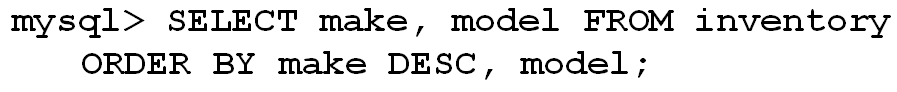 mysql> SELECT make, model FROM inventory
ORDER BY make DESC, model;